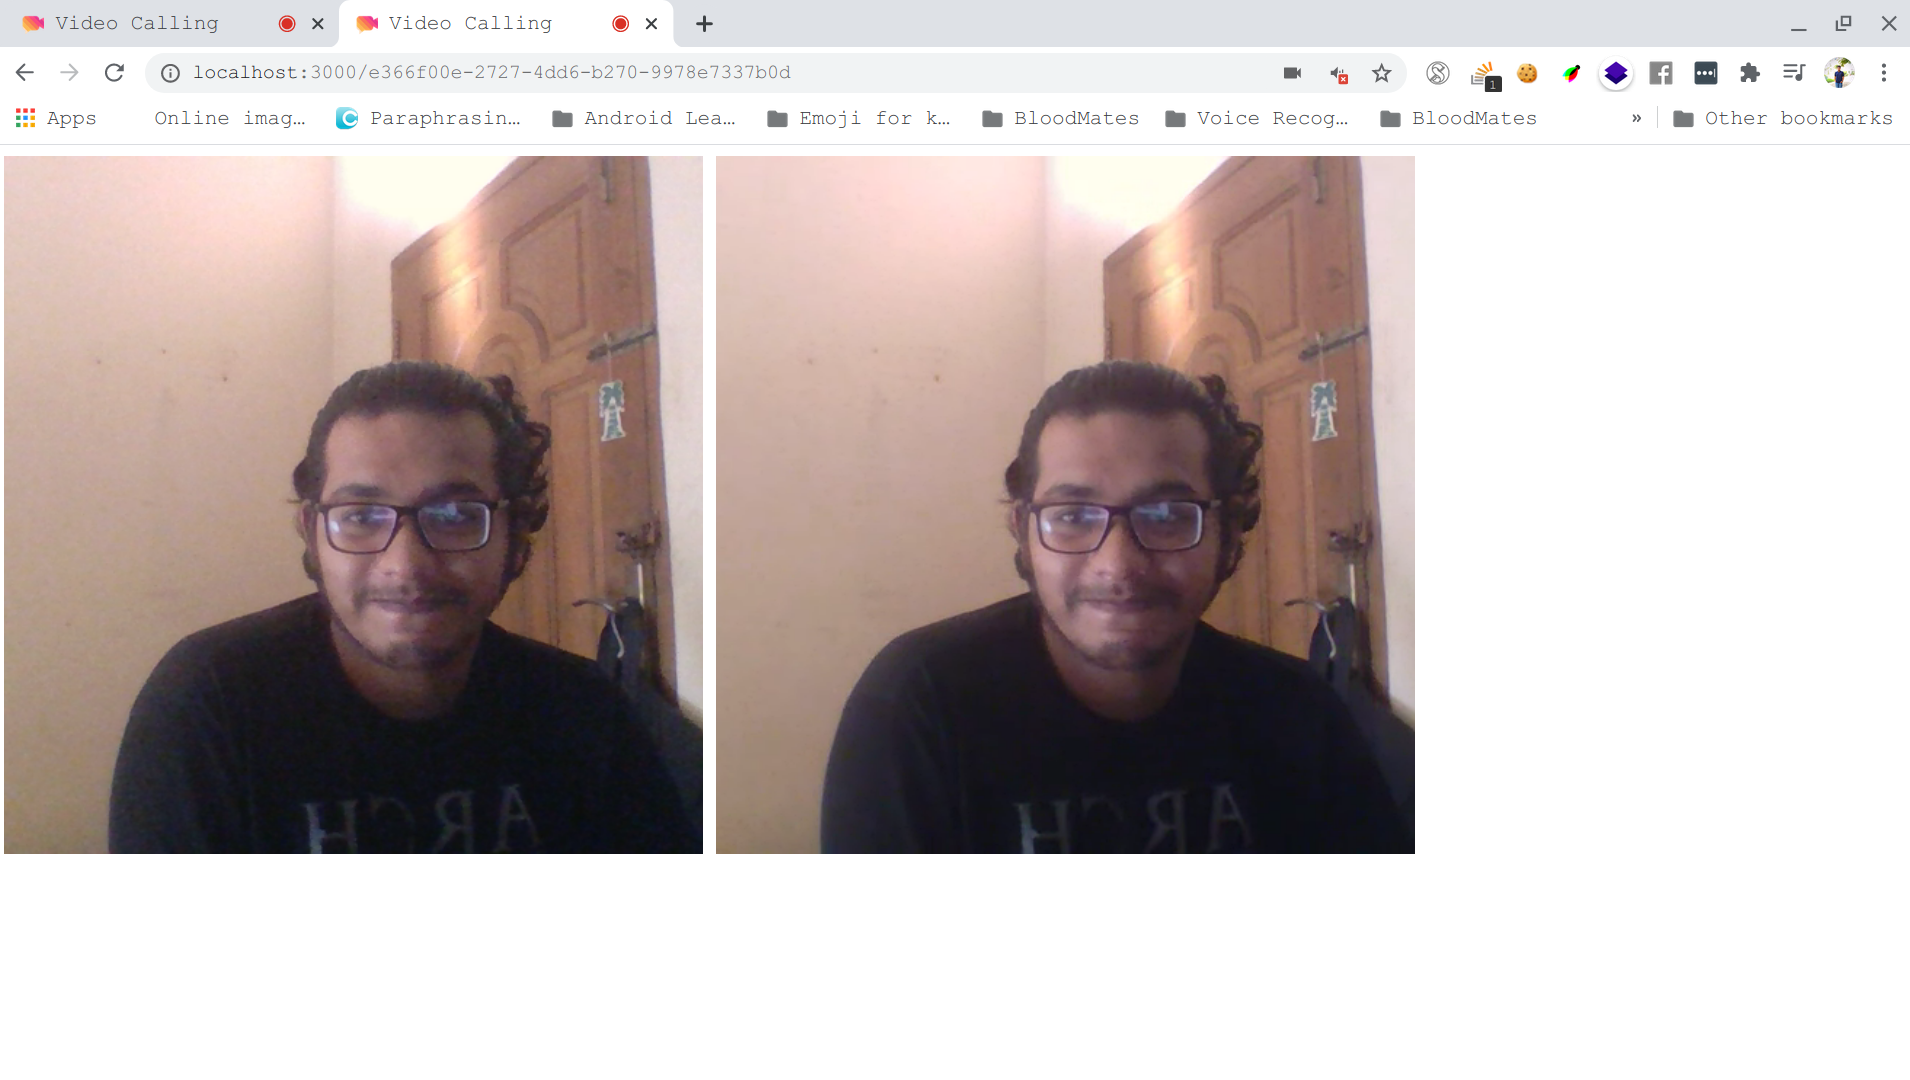 Video Calling Video Calling
localhost:3000/e366f00e-2727-4dd6-b270-9978e7337b0d 1
Apps Online imag… Paraphrasin… Android Lea… Emoji for k… BloodMates Voice Recog… BloodMates » Other bookmarks
ARCH ARCH